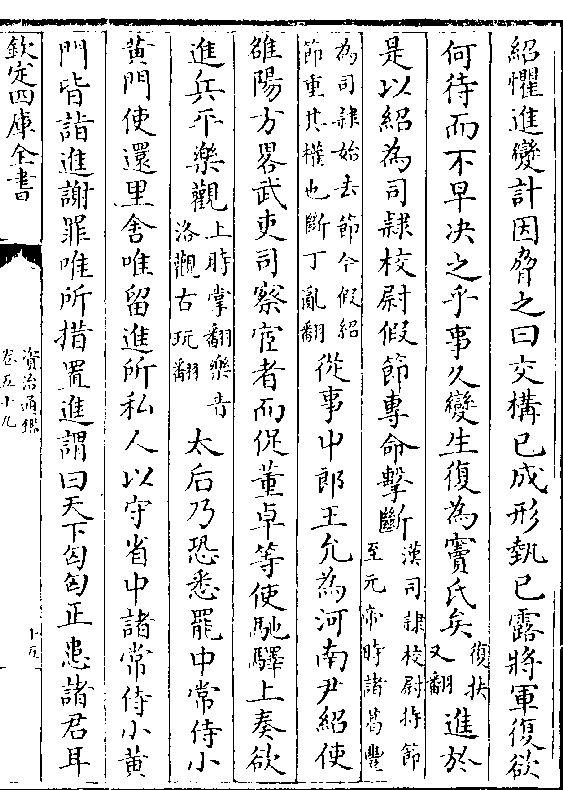 紹懼進變計因脅之曰交構已成形埶已露將軍復欲
何待而不早决之乎事久變生復為竇氏矣復扶又翻進於
是以紹為司隸校尉假節專命擊斷漢司隸校尉持節至元帝時諸葛豐
為司隸始去節今假紹節重其權也斷丁亂翻從事中郎王允為河南尹紹使
雒陽方畧武吏司察宦者而促董卓等使馳驛上奏欲
進兵平樂觀上時掌翻樂音洛觀古玩翻太后乃恐悉罷中常侍小
黄門使還里舍唯留進所私人以守省中諸常侍小黄
門皆詣進謝罪唯所措置進謂曰天下匈匈正患諸君耳
欽定四庫全書
資治通鑑
卷五十九